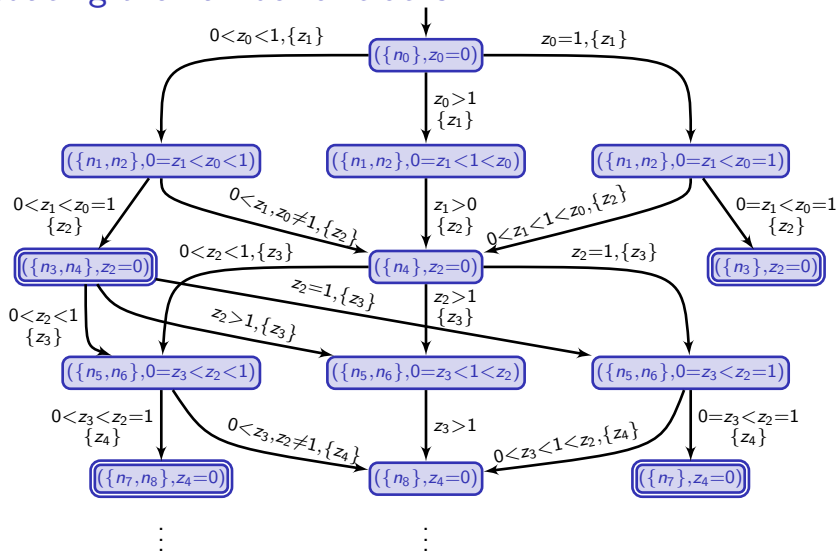 0<z₀<1,{z₁}
z₀=1,{z₁}
({n₀},z₀=0)
z₀>1
{z₁}
({n₁,n₂},0=z₁<z₀<1)
({n₁,n₂},0=z₁<1<z₀)
({n₁,n₂},0=z₁<z₀=1)
0<z₁<z₀=1
{z₂}
0<z₁,z₀≠1,{z₂}
z₁>0
{z₂}
0<z₁<1<z₀,{z₂}
0=z₁<z₀=1
{z₂}
({n₃,n₄},z₂=0)
0<z₂<1,{z₃}
({n₄},z₂=0)
z₂=1,{z₃}
({n₃},z₂=0)
0<z₂<1
{z₃}
z₂>1,{z₃}
z₂=1,{z₃}
z₂>1
{z₃}
({n₅,n₆},0=z₃<z₂<1)
({n₅,n₆},0=z₃<1<z₂)
({n₅,n₆},0=z₃<z₂=1)
0<z₃<z₂=1
{z₄}
0<z₃,z₂≠1,{z₄}
z₃>1
0<z₃<1<z₂,{z₄}
0=z₃<z₂=1
{z₄}
({n₇,n₈},z₄=0)
({n₈},z₄=0)
({n₇},z₄=0)
⋮
⋮